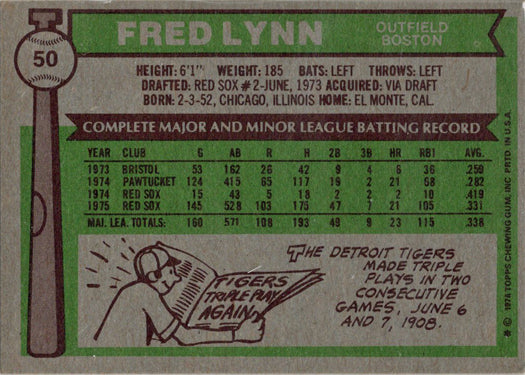 50
FRED LYNN
OUTFIELD
BOSTON
HEIGHT: 6'1" WEIGHT: 185 BATS: LEFT THROWS: LEFT
DRAFTED: RED SOX #2-JUNE, 1973 ACQUIRED: VIA DRAFT
BORN: 2-3-52, CHICAGO, ILLINOIS HOME: EL MONTE, CAL.
COMPLETE MAJOR AND MINOR LEAGUE BATTING RECORD
YEAR CLUB G AB R H 2B 3B HR RBI AVG.
1973 BRISTOL 53 162 26 42 9 4 6 36 .259
1974 PAWTUCKET 124 415 65 117 19 2 21 68 .282
1974 RED SOX 15 43 5 18 2 2 2 10 .419
1975 RED SOX 145 528 103 175 47 7 21 105 .331
MAJ. LEA. TOTALS: 160 571 108 193 49 9 23 115 .338
TIGERS
TRIPLE PLAY
AGAIN
THE DETROIT TIGERS
MADE TRIPLE
PLAYS IN TWO
CONSECUTIVE
GAMES, JUNE 6
AND 7, 1908.
* © 1976 TOPPS CHEWING GUM, INC. PRTD. IN U.S.A.